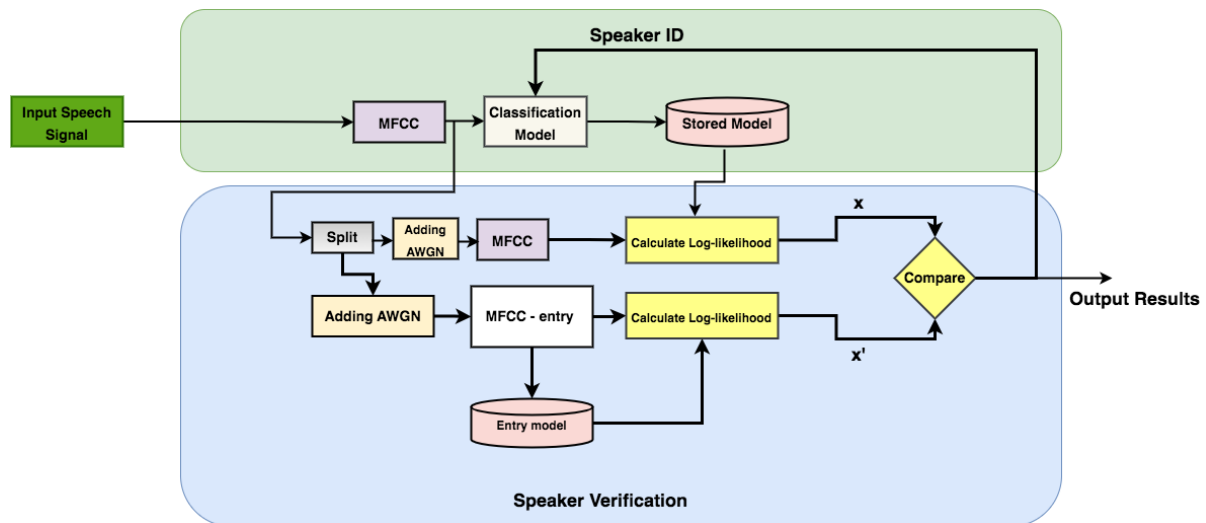 Speaker ID
Input Speech
Signal
MFCC
Classification
Model
Stored Model
Split
Adding
AWGN
MFCC
Calculate Log-likelihood
x
Compare
Output Results
Adding AWGN
MFCC - entry
Calculate Log-likelihood
x'
Entry model
Speaker Verification